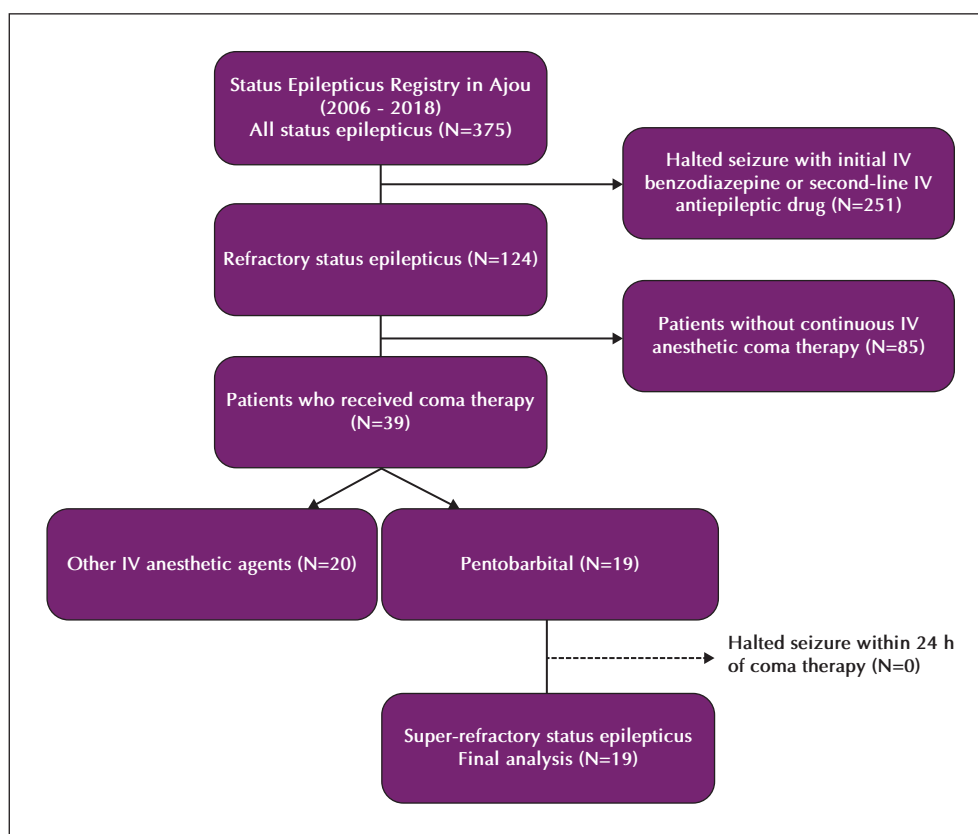 Status Epilepticus Registry in Ajou
(2006 - 2018)
All status epilepticus (N=375)
Halted seizure with initial IV
benzodiazepine or second-line IV
antiepileptic drug (N=251)
Refractory status epilepticus (N=124)
Patients without continuous IV
anesthetic coma therapy (N=85)
Patients who received coma therapy
(N=39)
Other IV anesthetic agents (N=20)
Pentobarbital (N=19)
Halted seizure within 24 h
of coma therapy (N=0)
Super-refractory status epilepticus
Final analysis (N=19)